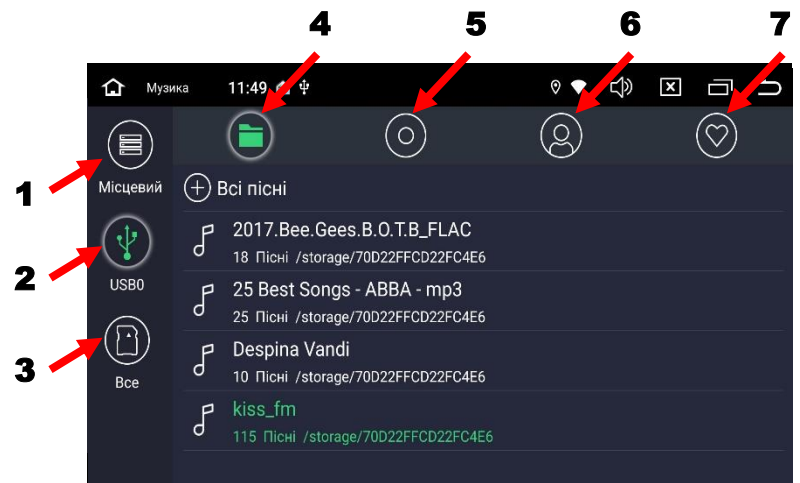 4 5 6 7
Музика 11:49
1
Місцевий
Всі пісні
2017.Bee.Gees.B.O.T.B_FLAC
18 Пісні /storage/70D22FFCD22FC4E6
2
USB0
25 Best Songs - ABBA - mp3
25 Пісні /storage/70D22FFCD22FC4E6
3
Все
Despina Vandi
10 Пісні /storage/70D22FFCD22FC4E6
kiss_fm
115 Пісні /storage/70D22FFCD22FC4E6